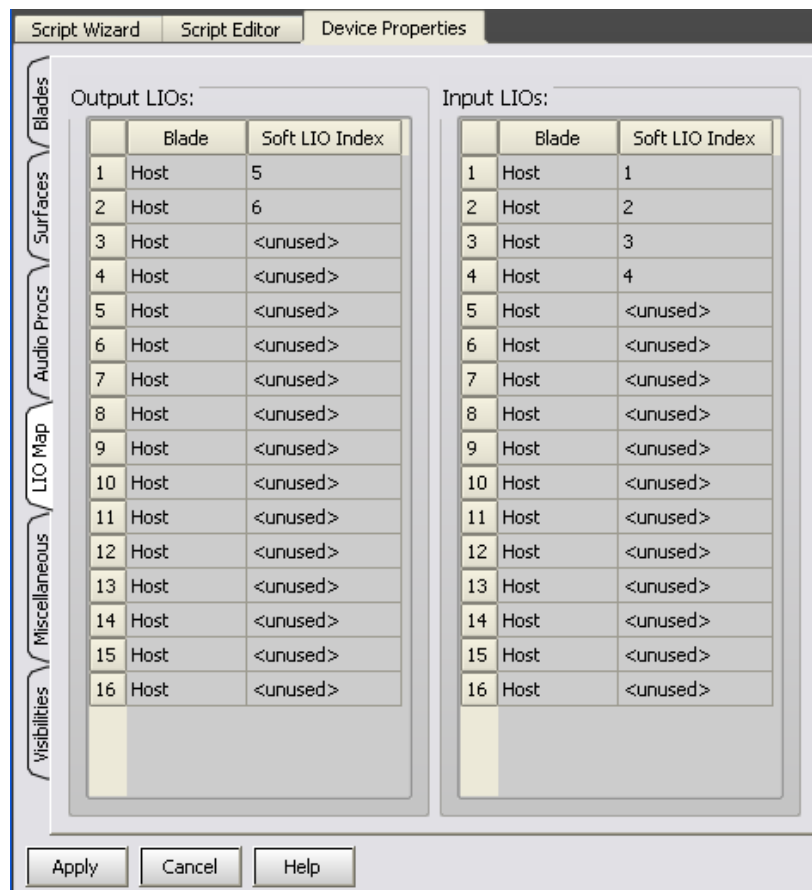 Script Wizard Script Editor Device Properties
Blades
Surfaces
Audio Procs
LIO Map
Miscellaneous
Visibilities
Output LIOs:
Blade Soft LIO Index
1 Host 5
2 Host 6
3 Host <unused>
4 Host <unused>
5 Host <unused>
6 Host <unused>
7 Host <unused>
8 Host <unused>
9 Host <unused>
10 Host <unused>
11 Host <unused>
12 Host <unused>
13 Host <unused>
14 Host <unused>
15 Host <unused>
16 Host <unused>
Input LIOs:
Blade Soft LIO Index
1 Host 1
2 Host 2
3 Host 3
4 Host 4
5 Host <unused>
6 Host <unused>
7 Host <unused>
8 Host <unused>
9 Host <unused>
10 Host <unused>
11 Host <unused>
12 Host <unused>
13 Host <unused>
14 Host <unused>
15 Host <unused>
16 Host <unused>
Apply Cancel Help